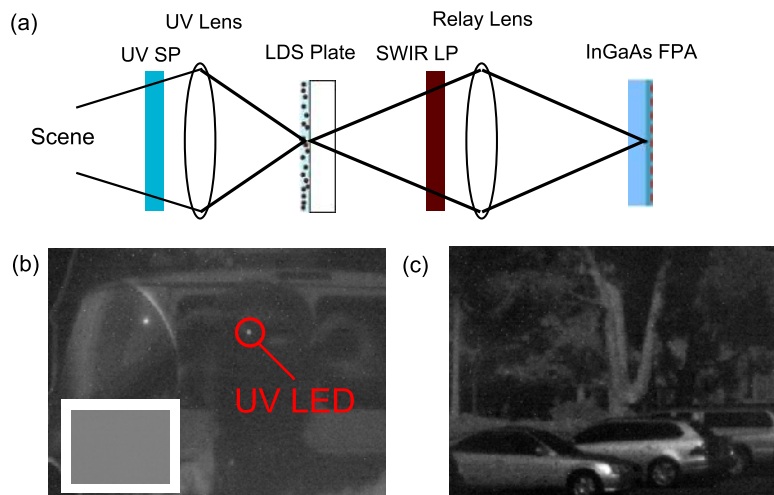 (a)
UV Lens
Relay Lens
UV SP
LDS Plate
SWIR LP
InGaAs FPA
Scene
(b)
(c)
UV LED